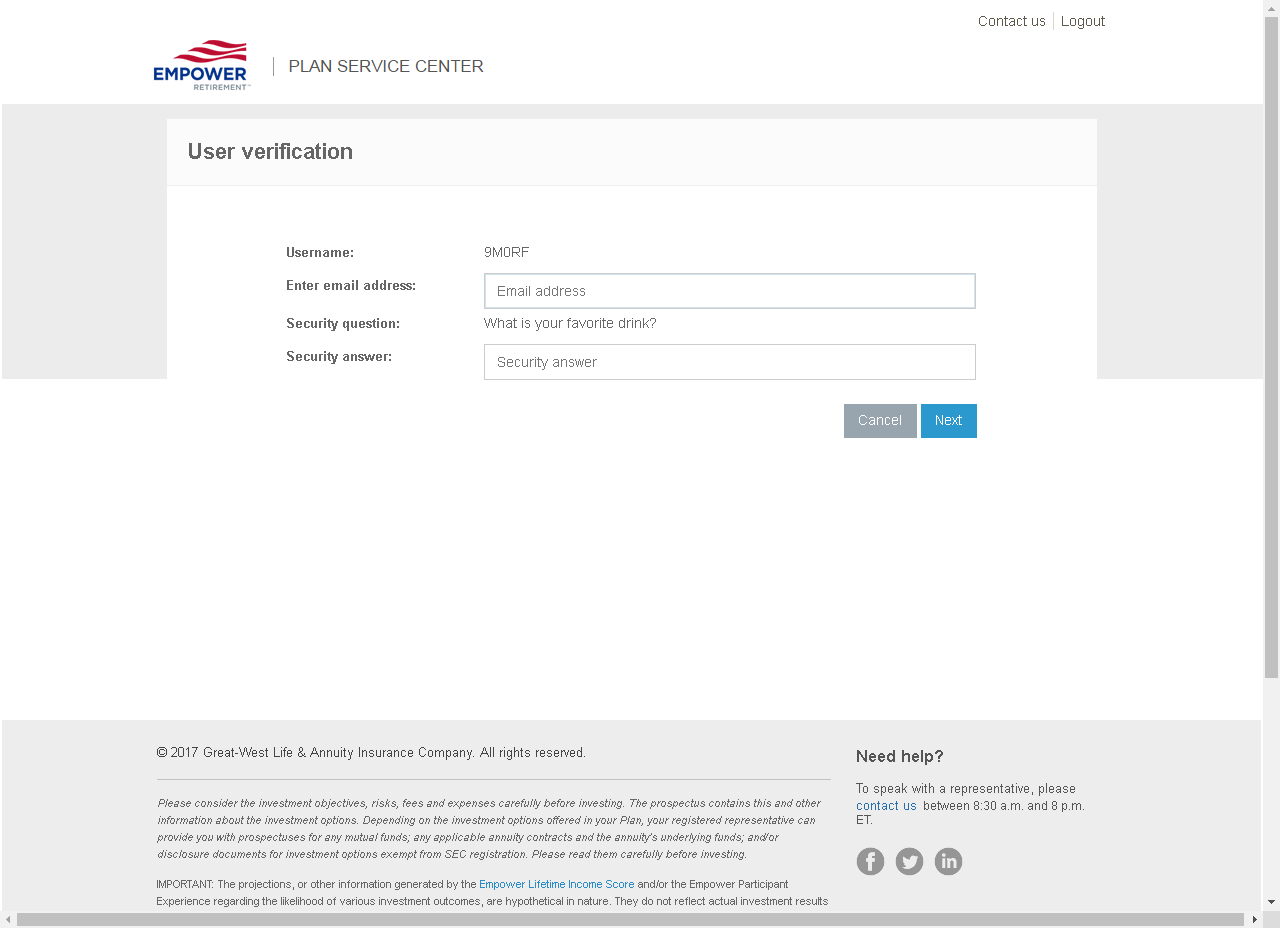 Contact us
Logout
EMPOWER
RETIREMENT™
PLAN SERVICE CENTER
User verification
Username:
9M0RF
Enter email address:
Email address
Security question:
What is your favorite drink?
Security answer:
Security answer
Cancel
Next
© 2017 Great-West Life & Annuity Insurance Company. All rights reserved.
Please consider the investment objectives, risks, fees and expenses carefully before investing. The prospectus contains this and other
information about the investment options. Depending on the investment options offered in your Plan, your registered representative can
provide you with prospectuses for any mutual funds; any applicable annuity contracts and the annuity's underlying funds; and/or
disclosure documents for investment options exempt from SEC registration. Please read them carefully before investing.
IMPORTANT: The projections, or other information generated by the Empower Lifetime Income Score and/or the Empower Participant
Experience regarding the likelihood of various investment outcomes, are hypothetical in nature. They do not reflect actual investment results
Need help?
To speak with a representative, please
contact us between 8:30 a.m. and 8 p.m.
ET.